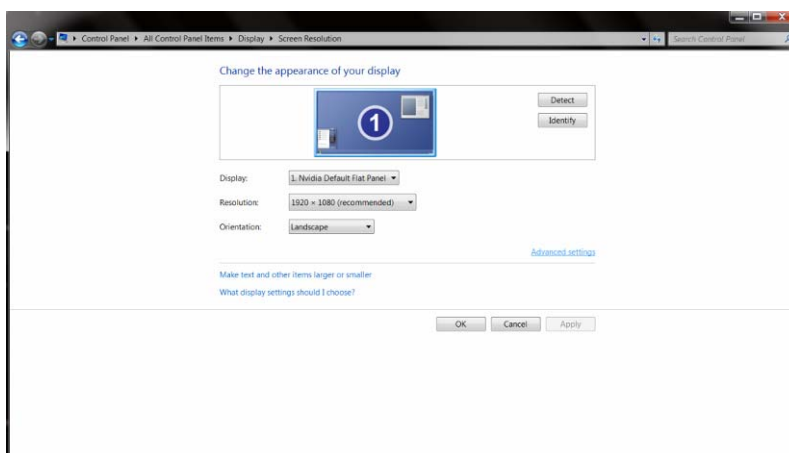 Control Panel ▸ All Control Panel Items ▸ Display ▸ Screen Resolution
Search Control Panel
Change the appearance of your display
1
Detect
Identify
Display: 1. Nvidia Default Flat Panel
Resolution: 1920 × 1080 (recommended)
Orientation: Landscape
Advanced settings
Make text and other items larger or smaller
What display settings should I choose?
OK Cancel Apply